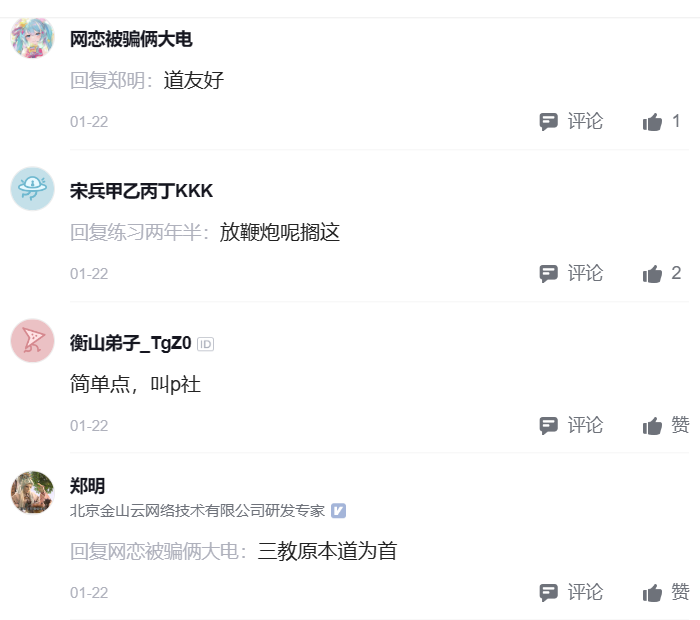 网恋被骗俩大电
回复郑明：道友好
01-22 评论 1
宋兵甲乙丙丁KKK
回复练习两年半：放鞭炮呢搁这
01-22 评论 2
衡山弟子_TgZ0 ID
简单点，叫p社
01-22 评论 赞
郑明
北京金山云网络技术有限公司研发专家
回复网恋被骗俩大电：三教原本道为首
01-22 评论 赞